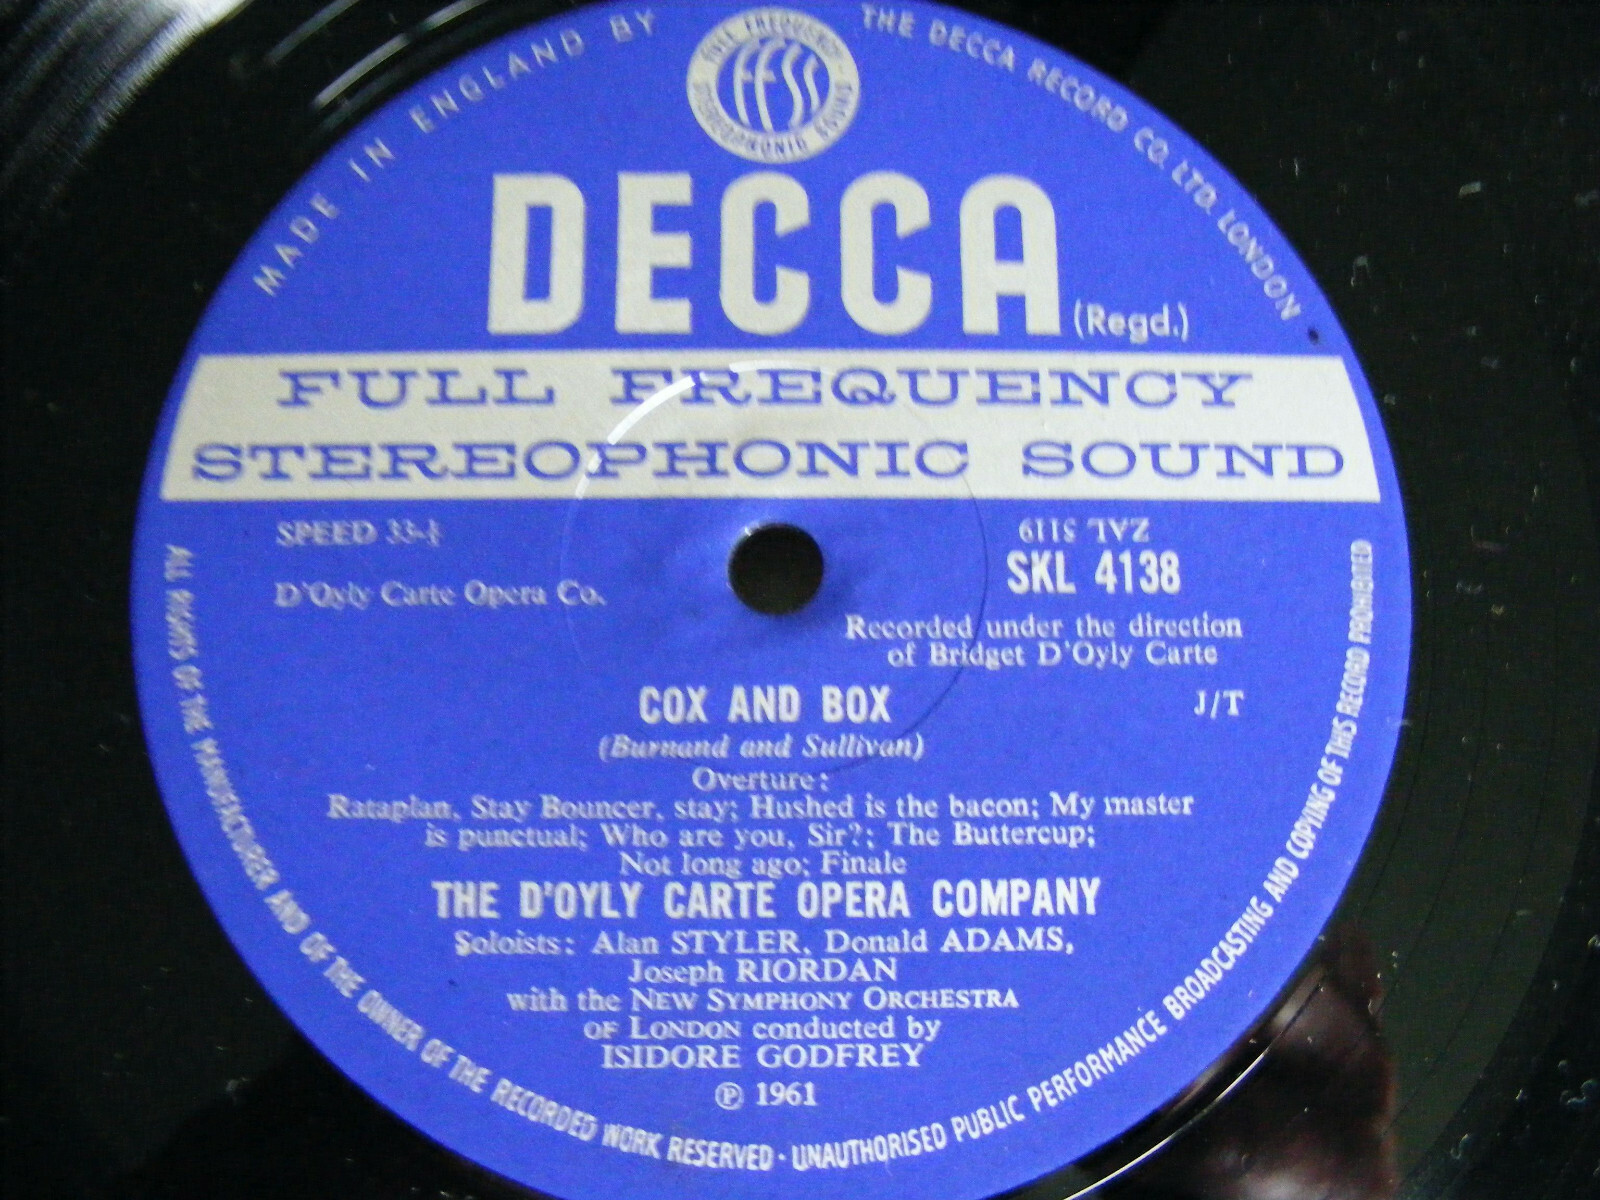 MADE IN ENGLAND BY THE DECCA RECORD CO. LTD. LONDON
FULL FREQUENCY STEREOPHONIC SOUND
FFSS
DECCA (Regd.)
FULL FREQUENCY
STEREOPHONIC SOUND
SPEED 33-⅓
ZAL 5119
SKL 4138
D'Oyly Carte Opera Co.
Recorded under the direction
of Bridget D'Oyly Carte
COX AND BOX
J/T
(Burnand and Sullivan)
Overture:
Rataplan, Stay Bouncer, stay; Hushed is the bacon; My master
is punctual; Who are you, Sir?; The Buttercup;
Not long ago; Finale
THE D'OYLY CARTE OPERA COMPANY
Soloists: Alan STYLER, Donald ADAMS,
Joseph RIORDAN
with the NEW SYMPHONY ORCHESTRA
OF LONDON conducted by
ISIDORE GODFREY
℗ 1961
ALL RIGHTS OF THE MANUFACTURER AND OF THE OWNER OF THE RECORDED WORK RESERVED · UNAUTHORISED PUBLIC PERFORMANCE BROADCASTING AND COPYING OF THIS RECORD PROHIBITED